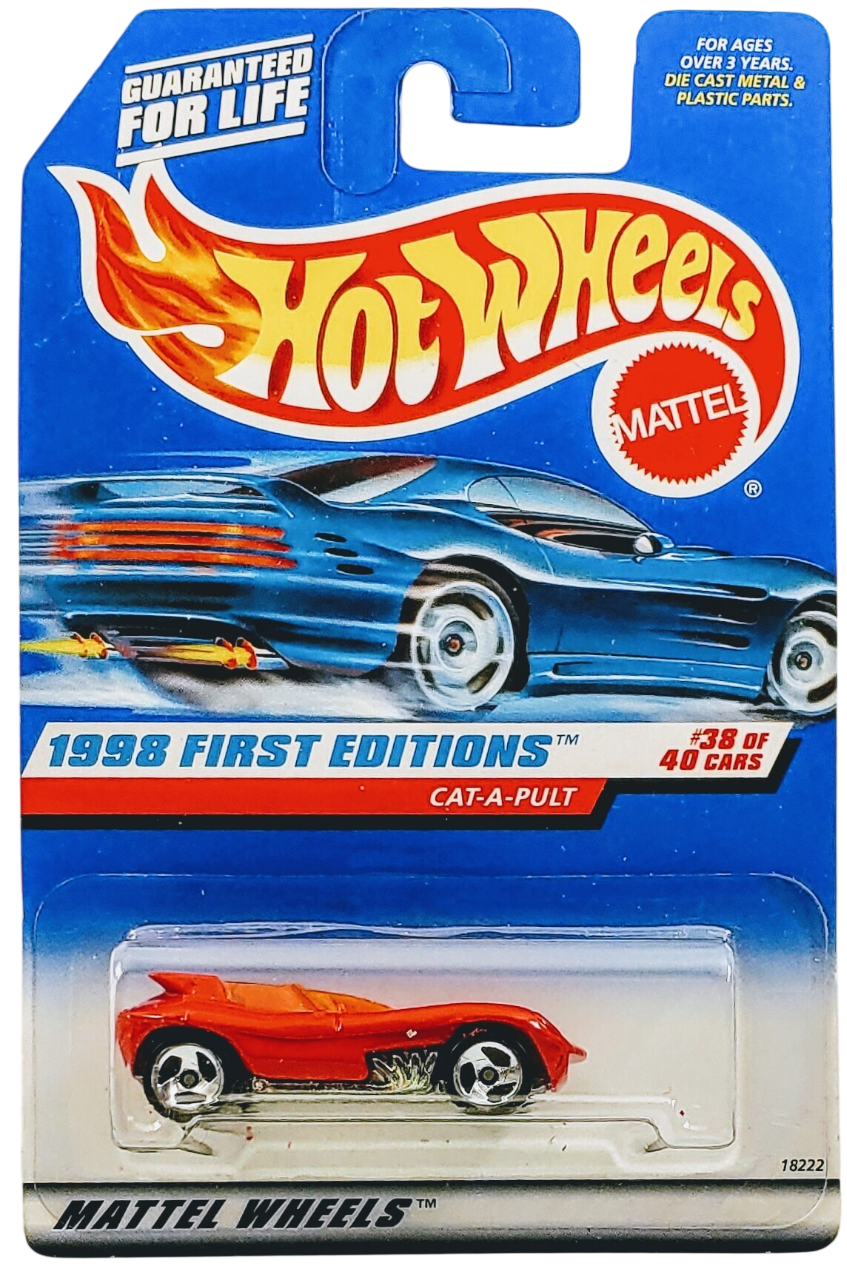 GUARANTEED
FOR LIFE
FOR AGES
OVER 3 YEARS.
DIE CAST METAL &
PLASTIC PARTS.
HOT WHEELS
MATTEL
®
1998 FIRST EDITIONS™
#38 OF
40 CARS
CAT-A-PULT
18222
MATTEL WHEELS™